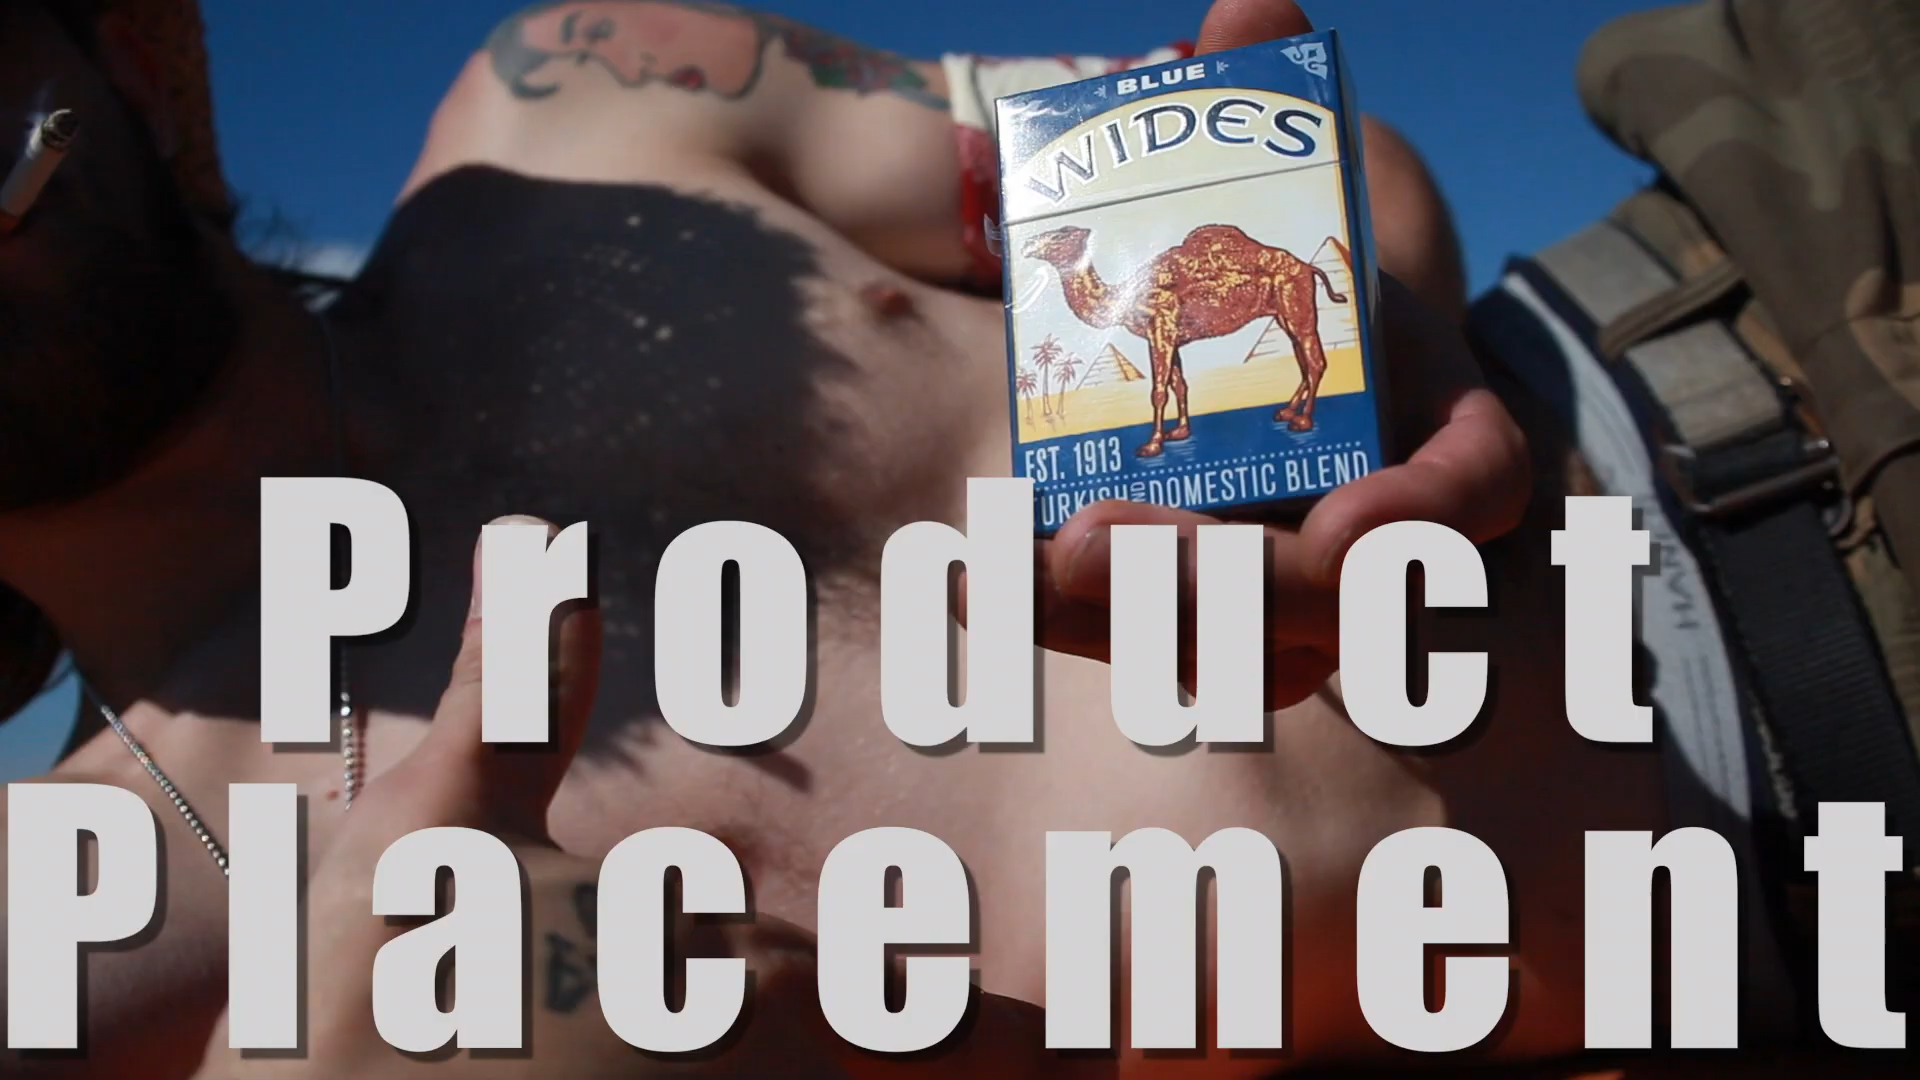 BLUE
WIDES
EST. 1913
TURKISH AND DOMESTIC BLEND
Product
Placement